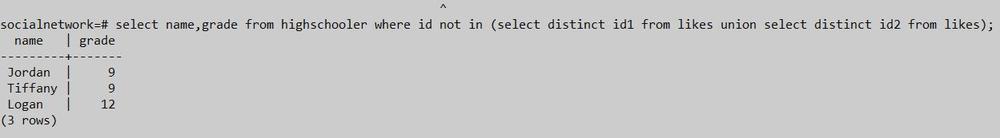 ^
socialnetwork=# select name,grade from highschooler where id not in (select distinct id1 from likes union select distinct id2 from likes);
  name   | grade
---------+-------
 Jordan  |     9
 Tiffany |     9
 Logan   |    12
(3 rows)